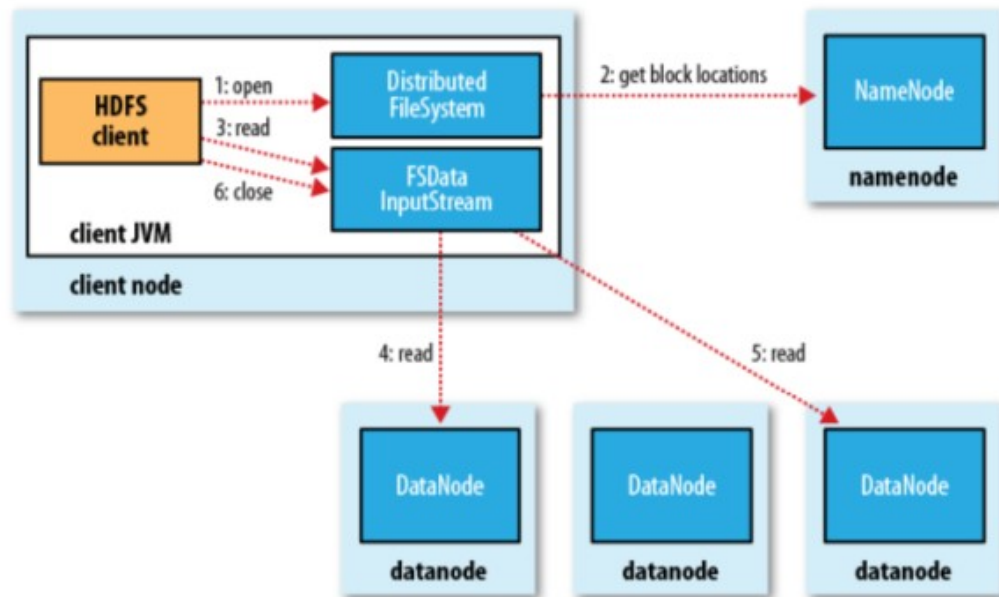 HDFS
client
1: open
3: read
6: close
Distributed
FileSystem
FSData
InputStream
client JVM
client node
2: get block locations
NameNode
namenode
4: read
5: read
DataNode
datanode
DataNode
datanode
DataNode
datanode